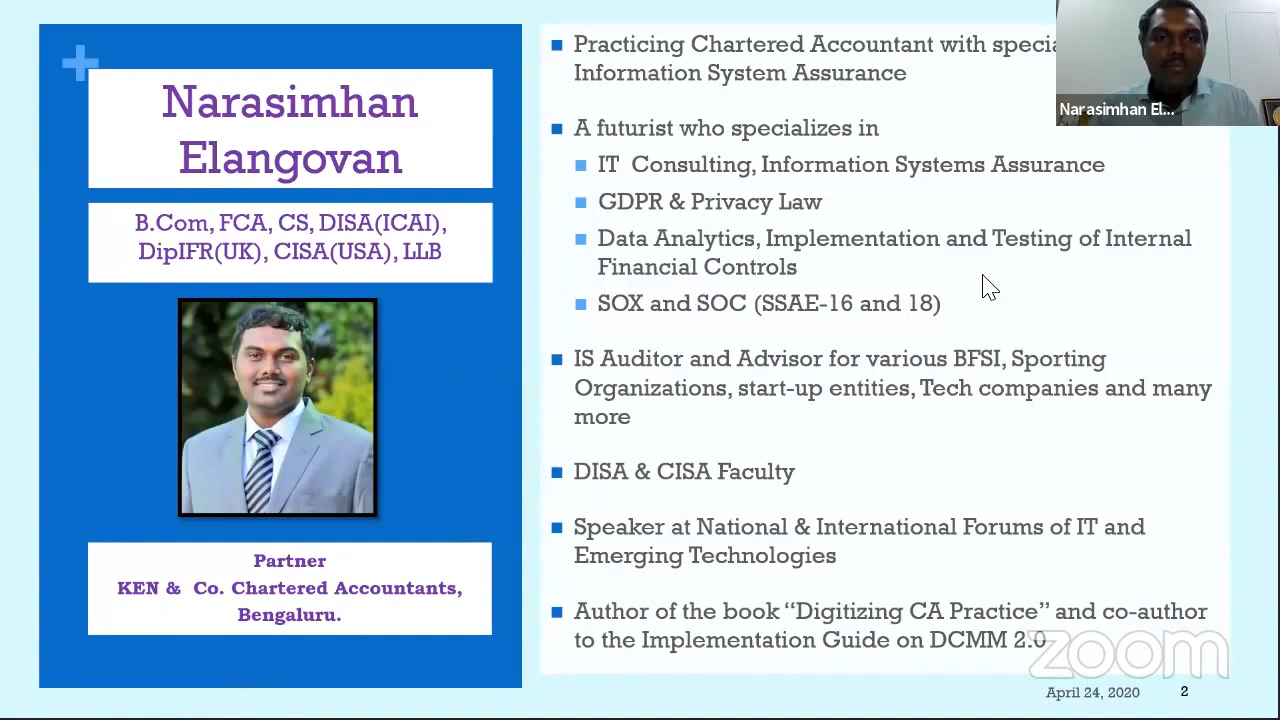 Narasimhan
Elangovan
B.Com, FCA, CS, DISA(ICAI),
DipIFR(UK), CISA(USA), LLB
Partner
KEN & Co. Chartered Accountants,
Bengaluru.
Practicing Chartered Accountant with
Information System Assurance
A futurist who specializes in
IT Consulting, Information Systems Assurance
GDPR & Privacy Law
Data Analytics, Implementation and Testing of Internal
Financial Controls
SOX and SOC (SSAE-16 and 18)
IS Auditor and Advisor for various BFSI, Sporting
Organizations, start-up entities, Tech companies and many
more
DISA & CISA Faculty
Speaker at National & International Forums of IT and
Emerging Technologies
Author of the book “Digitizing CA Practice” and co-author
to the Implementation Guide on DCMM 2.0
Narasimhan El...
zoom
April 24, 2020 2